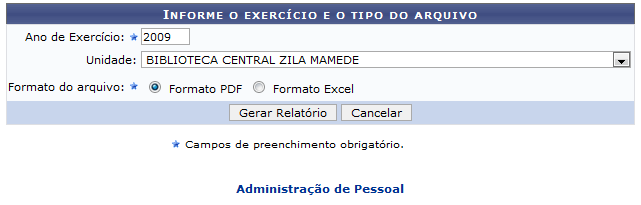 INFORME O EXERCÍCIO E O TIPO DO ARQUIVO
Ano de Exercício: 2009
Unidade: BIBLIOTECA CENTRAL ZILA MAMEDE
Formato do arquivo: Formato PDF Formato Excel
Gerar Relatório Cancelar
Campos de preenchimento obrigatório.
Administração de Pessoal